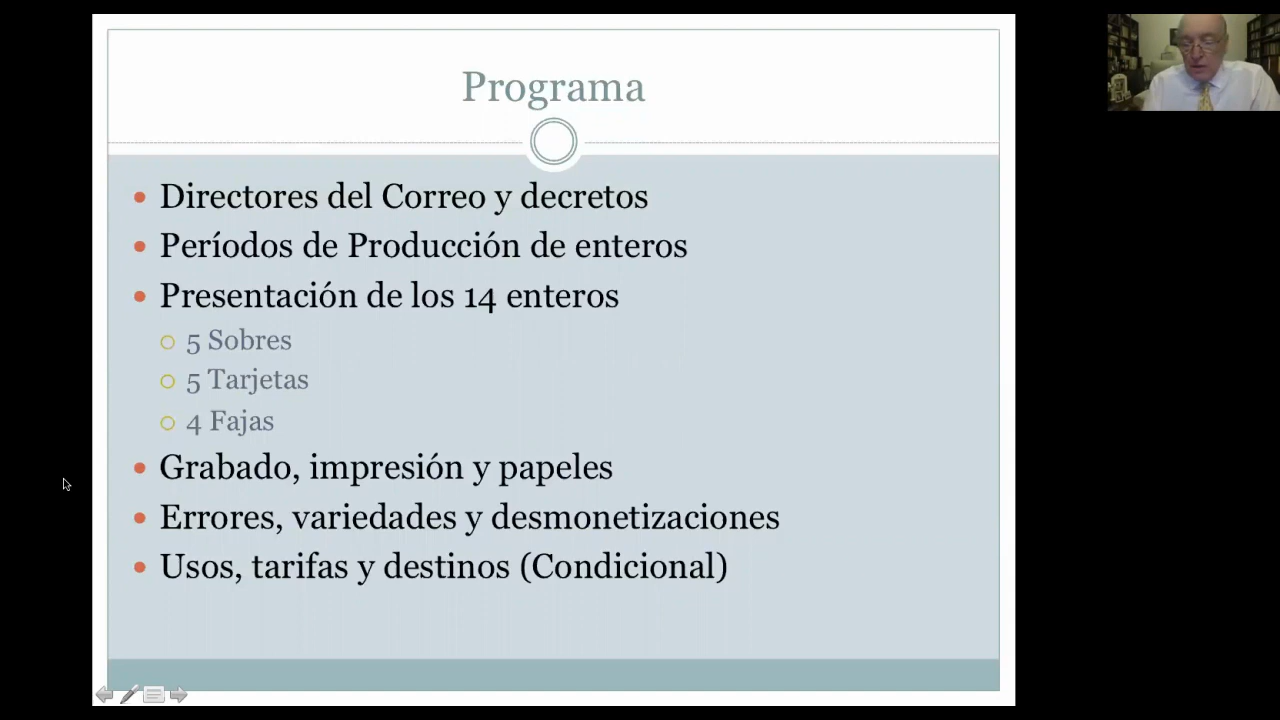 Programa
Directores del Correo y decretos
Períodos de Producción de enteros
Presentación de los 14 enteros
5 Sobres
5 Tarjetas
4 Fajas
Grabado, impresión y papeles
Errores, variedades y desmonetizaciones
Usos, tarifas y destinos (Condicional)